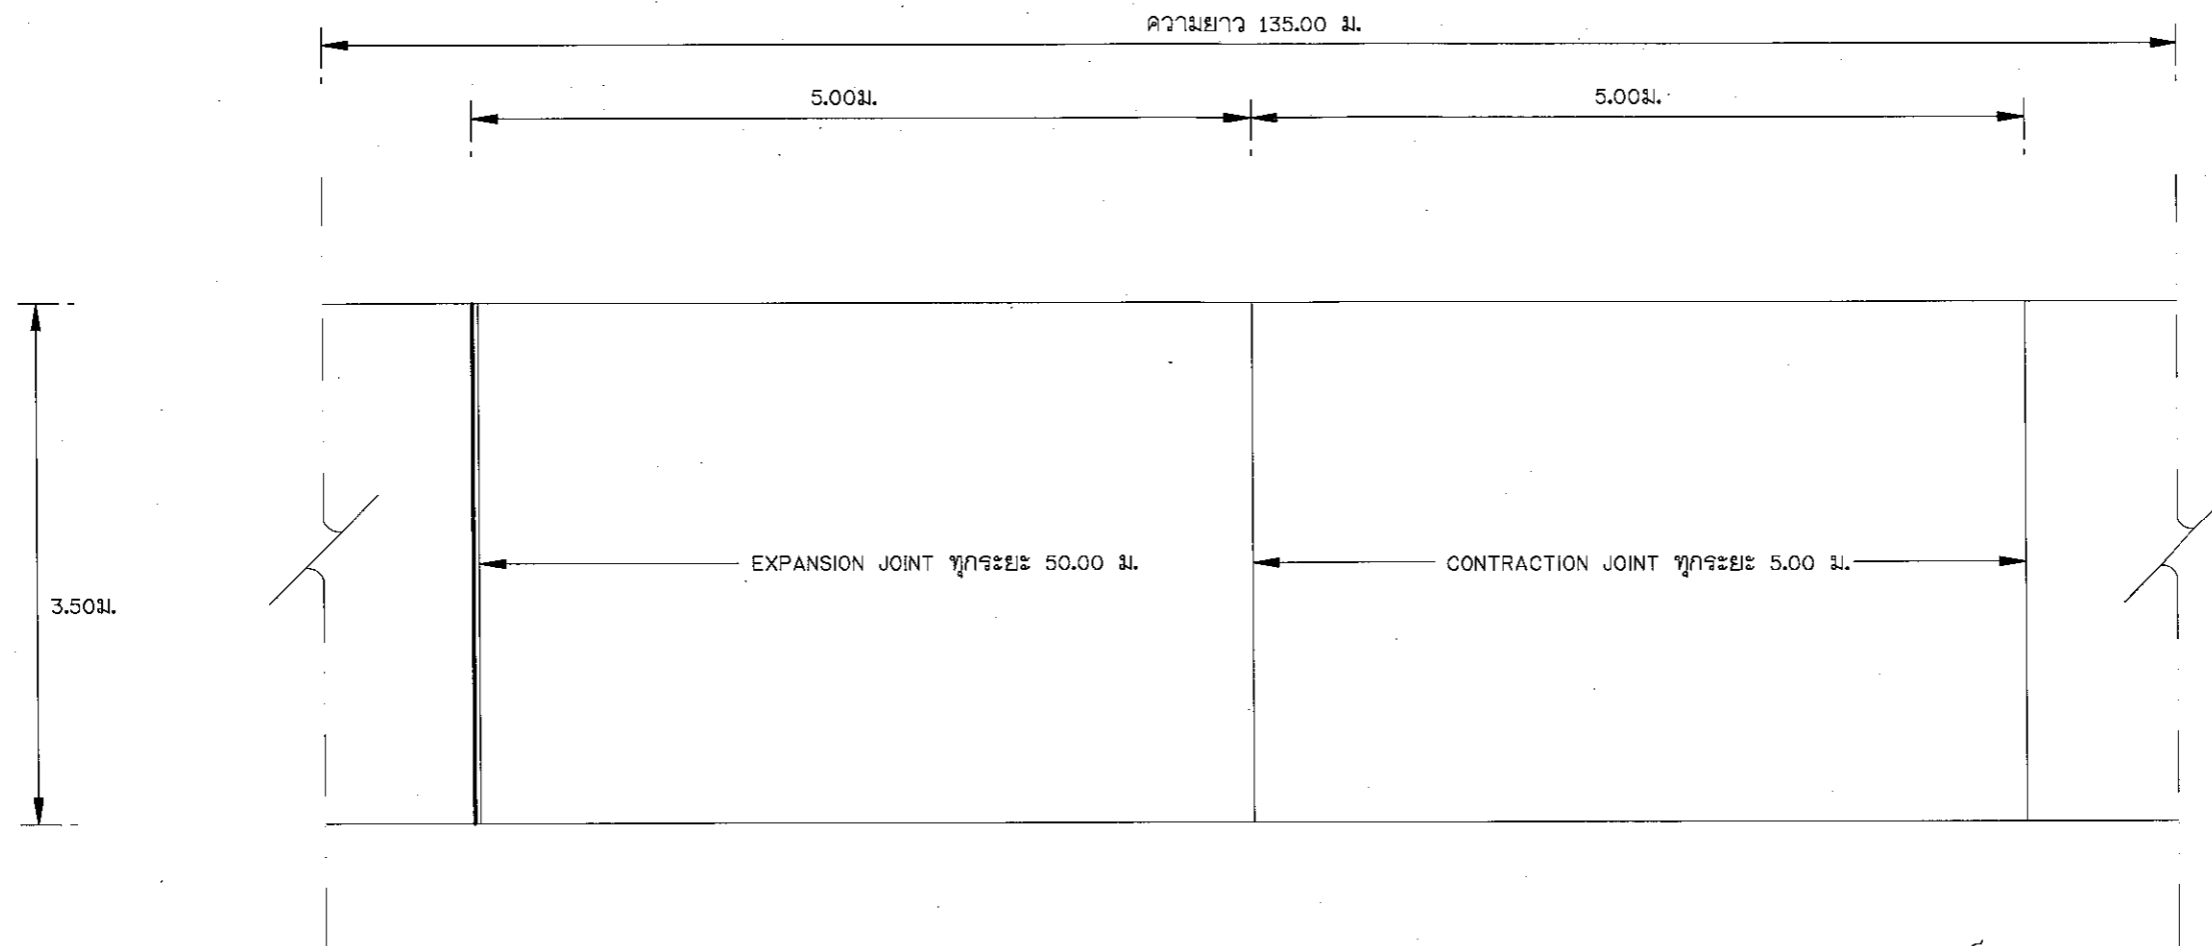 ความยาว 135.00 ม.
5.00ม.
5.00ม.
EXPANSION JOINT ทุกระยะ 50.00 ม.
CONTRACTION JOINT ทุกระยะ 5.00 ม.
3.50ม.